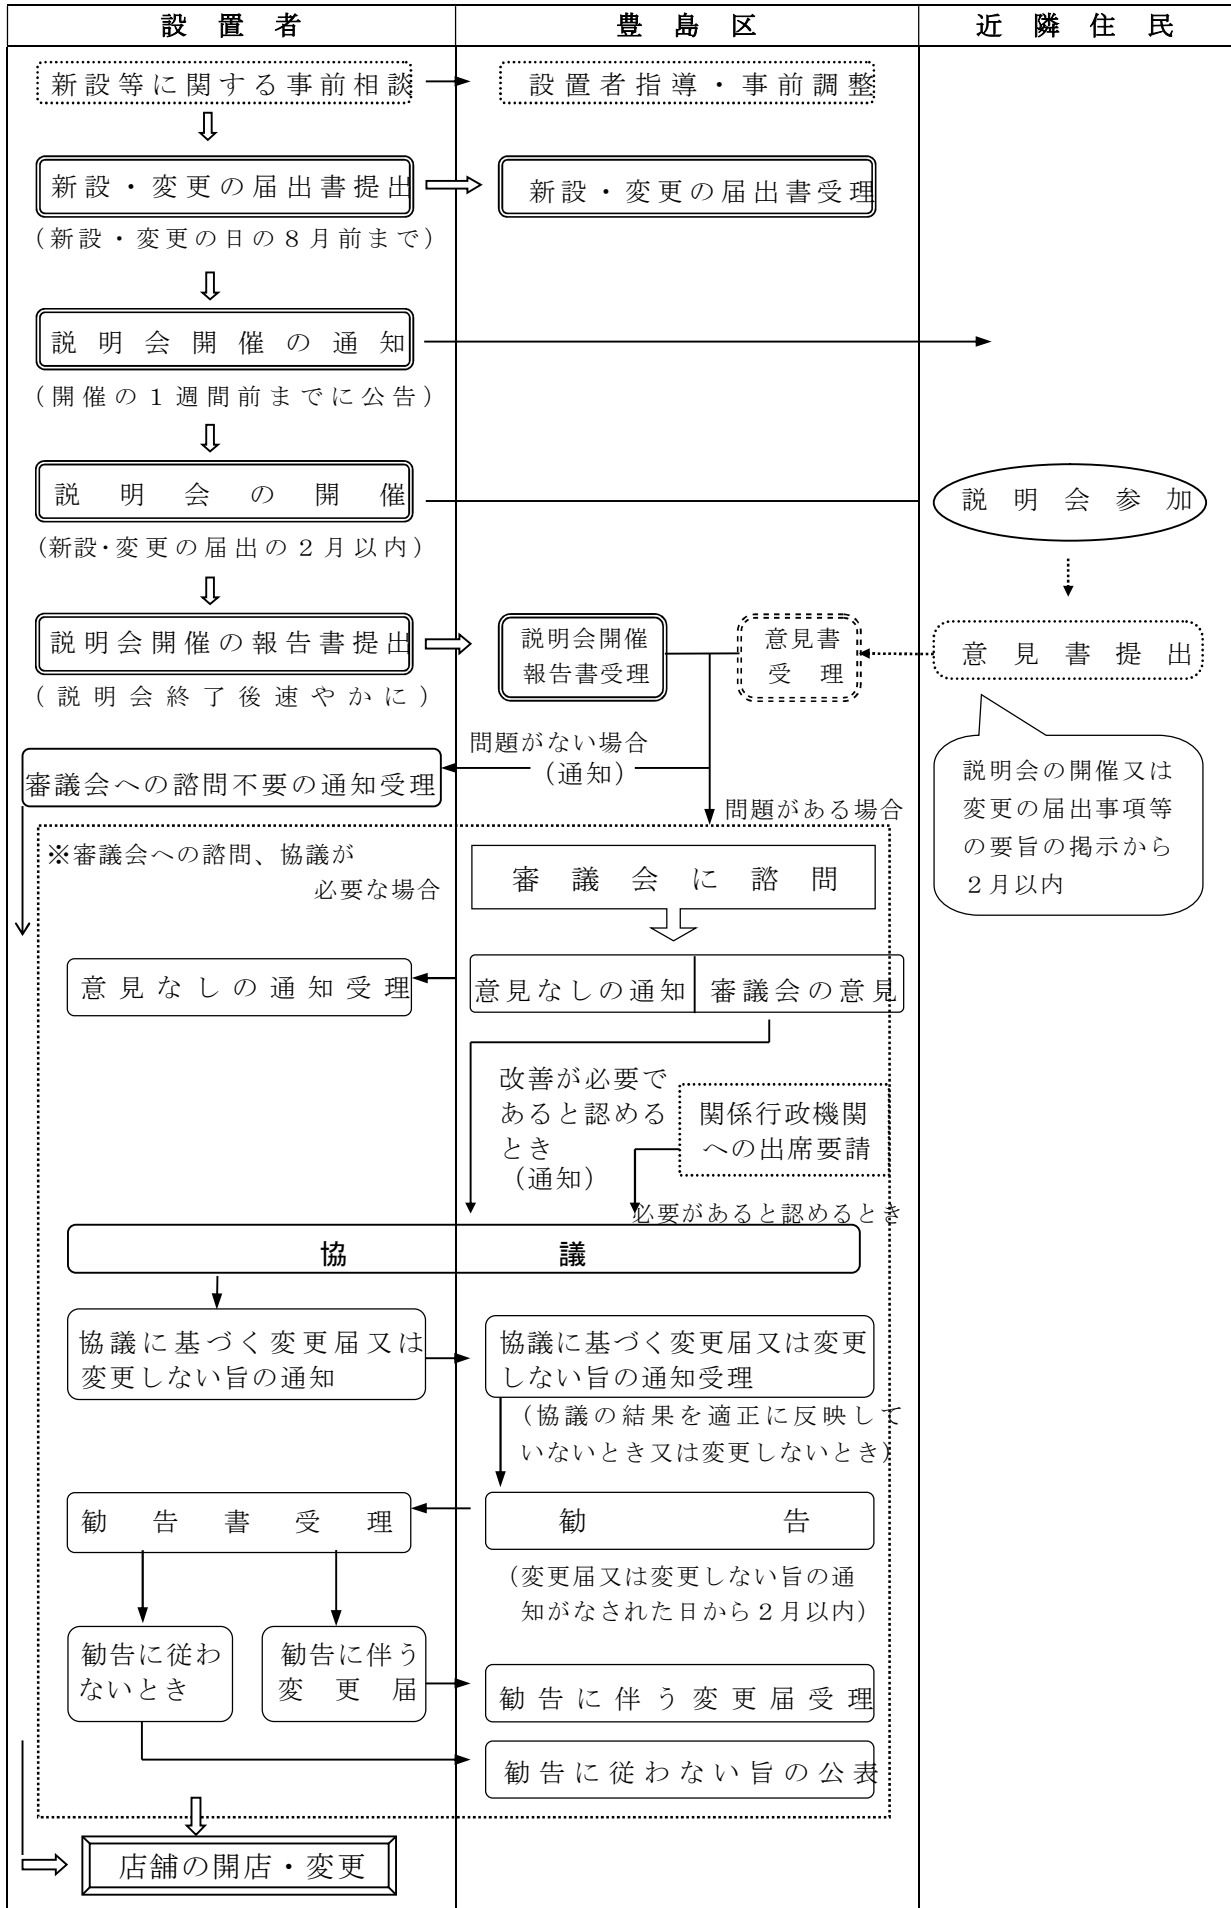 設置者
豊島区
近隣住民
新設等に関する事前相談
設置者指導・事前調整
新設・変更の届出書提出
新設・変更の届出書受理
（新設・変更の日の８月前まで）
説明会開催の通知
（開催の１週間前までに公告）
説明会の開催
説明会参加
（新設・変更の届出の２月以内）
説明会開催の報告書提出
説明会開催
報告書受理
意見書
受理
意見書提出
（説明会終了後速やかに）
問題がない場合
（通知）
審議会への諮問不要の通知受理
説明会の開催又は
変更の届出事項等
の要旨の掲示から
２月以内
問題がある場合
※審議会への諮問、協議が
必要な場合
審議会に諮問
意見なしの通知受理
意見なしの通知
審議会の意見
改善が必要で
あると認める
とき
（通知）
関係行政機関
への出席要請
必要があると認めるとき
協議
協議に基づく変更届又は
変更しない旨の通知
協議に基づく変更届又は変更
しない旨の通知受理
（協議の結果を適正に反映して
いないとき又は変更しないとき）
勧告書受理
勧告
（変更届又は変更しない旨の通
知がなされた日から２月以内）
勧告に従わ
ないとき
勧告に伴う
変更届
勧告に伴う変更届受理
勧告に従わない旨の公表
店舗の開店・変更